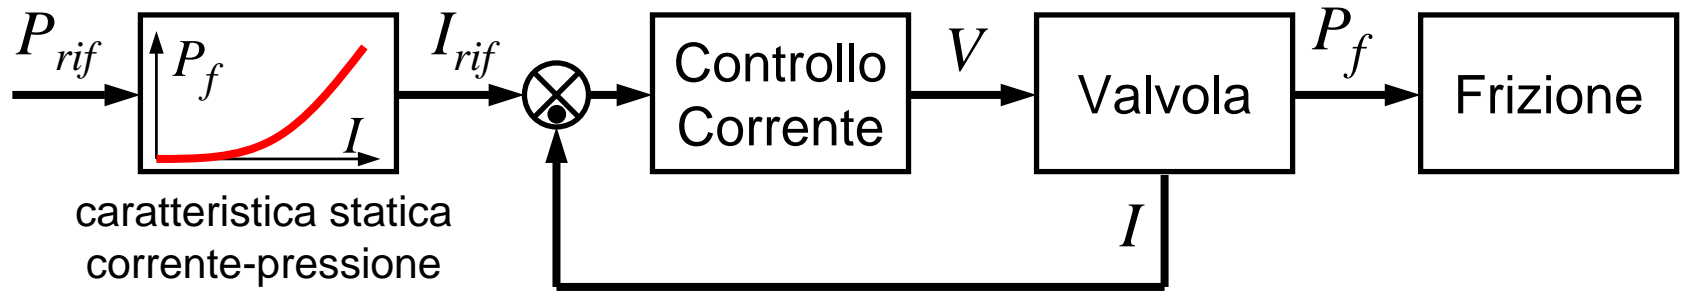 P_rif
P_f
I
I_rif
Controllo
Corrente
V
Valvola
P_f
Frizione
I
caratteristica statica
corrente-pressione